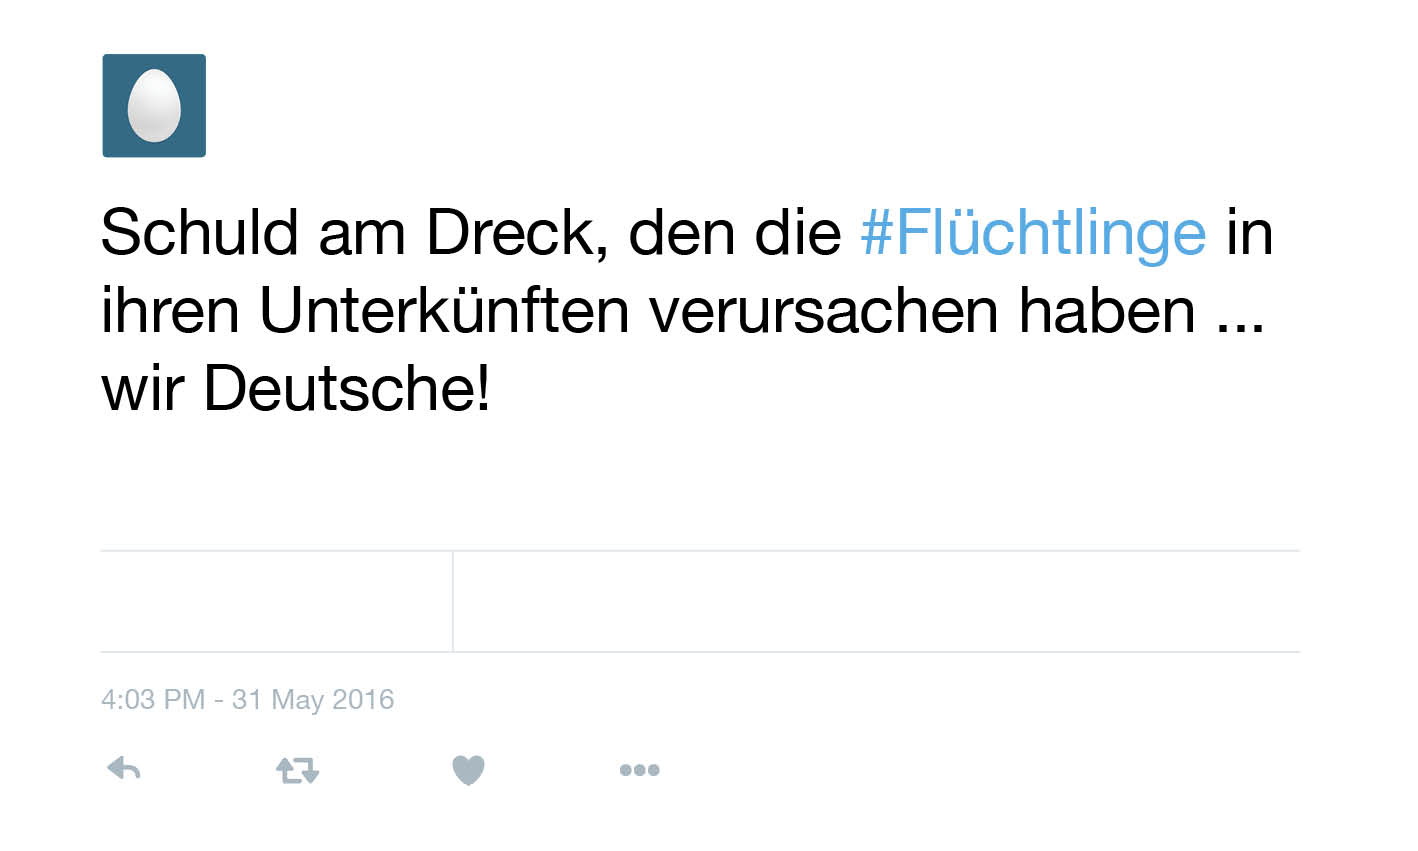 Schuld am Dreck, den die #Flüchtlinge in
ihren Unterkünften verursachen haben ...
wir Deutsche!
4:03 PM - 31 May 2016